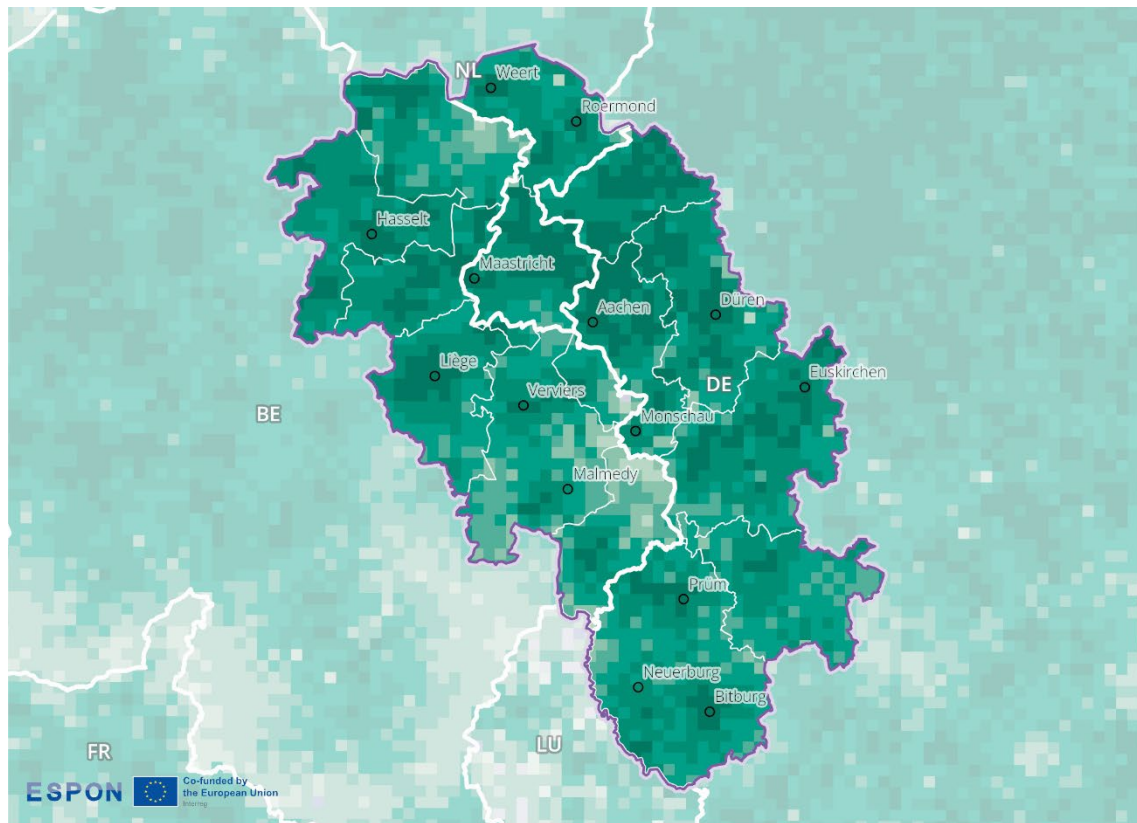 NL
Weert
Roermond
Hasselt
Maastricht
Aachen
Düren
Liège
Verviers
DE
Euskirchen
BE
Monschau
Malmedy
Prüm
Neuerburg
Bitburg
FR
LU
ESPON
Co-funded by
the European Union
Interreg